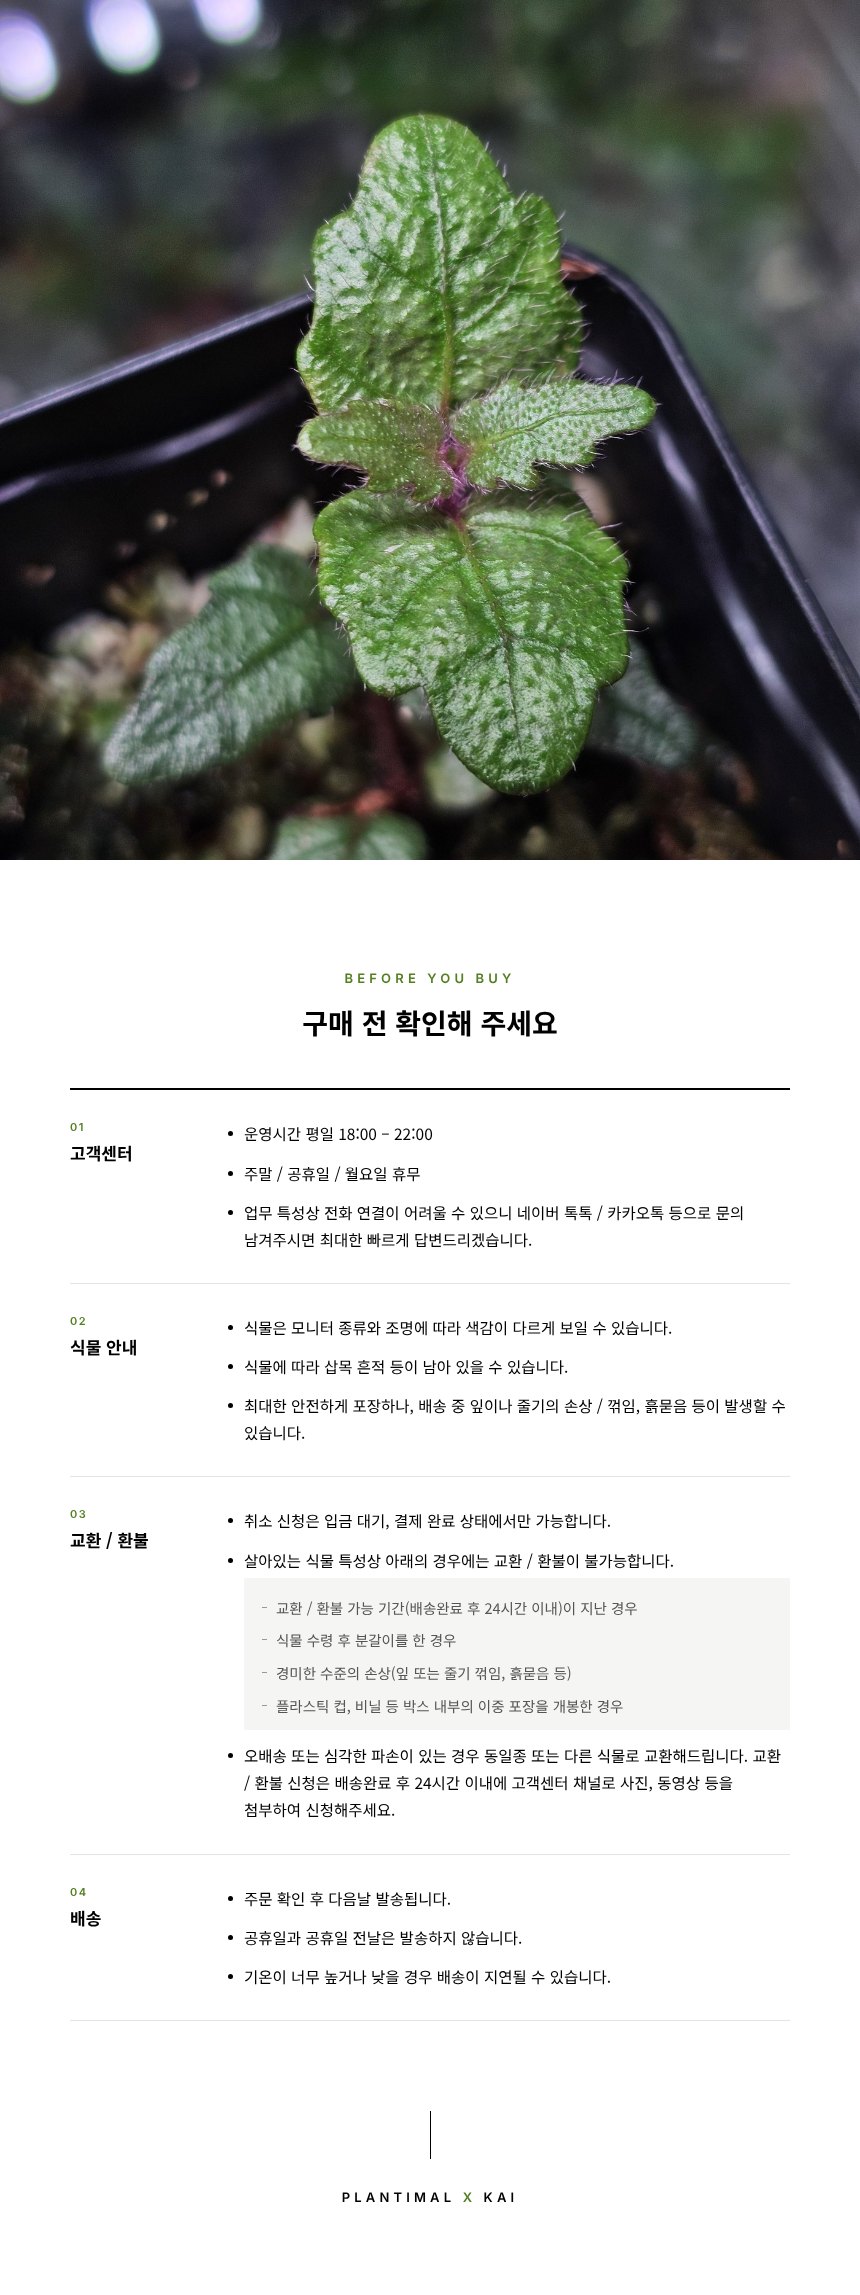 BEFORE YOU BUY
구매 전 확인해 주세요
01
고객센터
운영시간 평일 18:00 – 22:00
주말 / 공휴일 / 월요일 휴무
업무 특성상 전화 연결이 어려울 수 있으니 네이버 톡톡 / 카카오톡 등으로 문의
남겨주시면 최대한 빠르게 답변드리겠습니다.
02
식물 안내
식물은 모니터 종류와 조명에 따라 색감이 다르게 보일 수 있습니다.
식물에 따라 삽목 흔적 등이 남아 있을 수 있습니다.
최대한 안전하게 포장하나, 배송 중 잎이나 줄기의 손상 / 꺾임, 흙묻음 등이 발생할 수
있습니다.
03
교환 / 환불
취소 신청은 입금 대기, 결제 완료 상태에서만 가능합니다.
살아있는 식물 특성상 아래의 경우에는 교환 / 환불이 불가능합니다.
– 교환 / 환불 가능 기간(배송완료 후 24시간 이내)이 지난 경우
– 식물 수령 후 분갈이를 한 경우
– 경미한 수준의 손상(잎 또는 줄기 꺾임, 흙묻음 등)
– 플라스틱 컵, 비닐 등 박스 내부의 이중 포장을 개봉한 경우
오배송 또는 심각한 파손이 있는 경우 동일종 또는 다른 식물로 교환해드립니다. 교환
/ 환불 신청은 배송완료 후 24시간 이내에 고객센터 채널로 사진, 동영상 등을
첨부하여 신청해주세요.
04
배송
주문 확인 후 다음날 발송됩니다.
공휴일과 공휴일 전날은 발송하지 않습니다.
기온이 너무 높거나 낮을 경우 배송이 지연될 수 있습니다.
PLANTIMAL X KAI